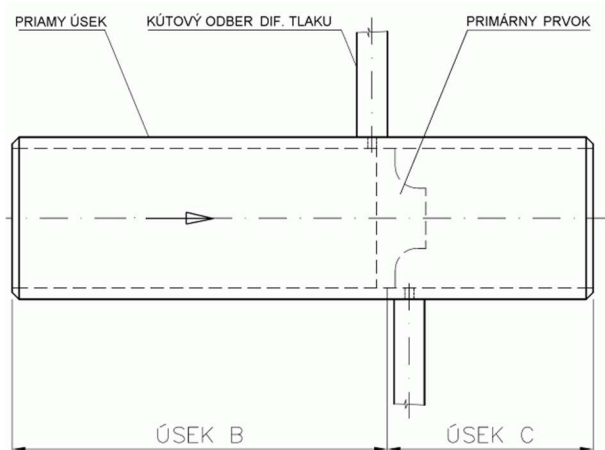 PRIAMY ÚSEK
KÚTOVÝ ODBER DIF. TLAKU
PRIMÁRNY PRVOK
ÚSEK B
ÚSEK C